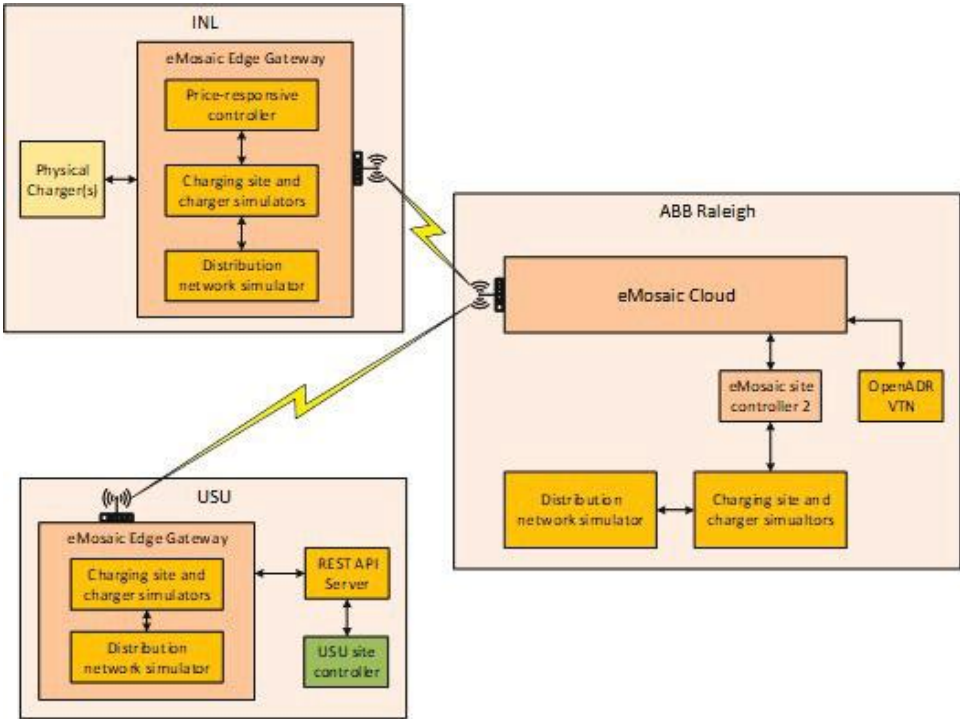 INL
eMosaic Edge Gateway
Price-responsive
controller
Physical
Charger(s)
Charging site and
charger simulators
Distribution
network simulator
ABB Raleigh
eMosaic Cloud
eMosaic site
controller 2
OpenADR
VTN
Distribution
network simulator
Charging site and
charger simualtors
USU
eMosaic Edge Gateway
Charging site and
charger simulators
REST API
Server
Distribution
network simulator
USU site
controller